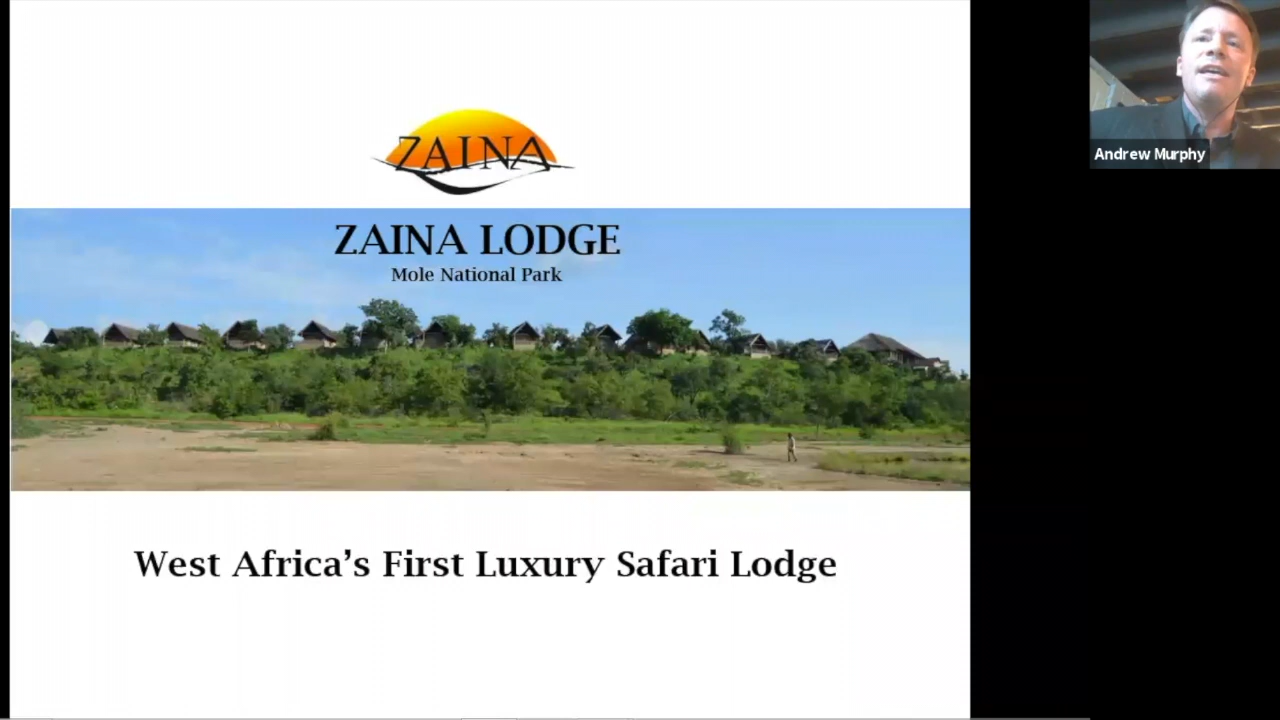 ZAINA
ZAINA LODGE
Mole National Park
West Africa's First Luxury Safari Lodge
Andrew Murphy